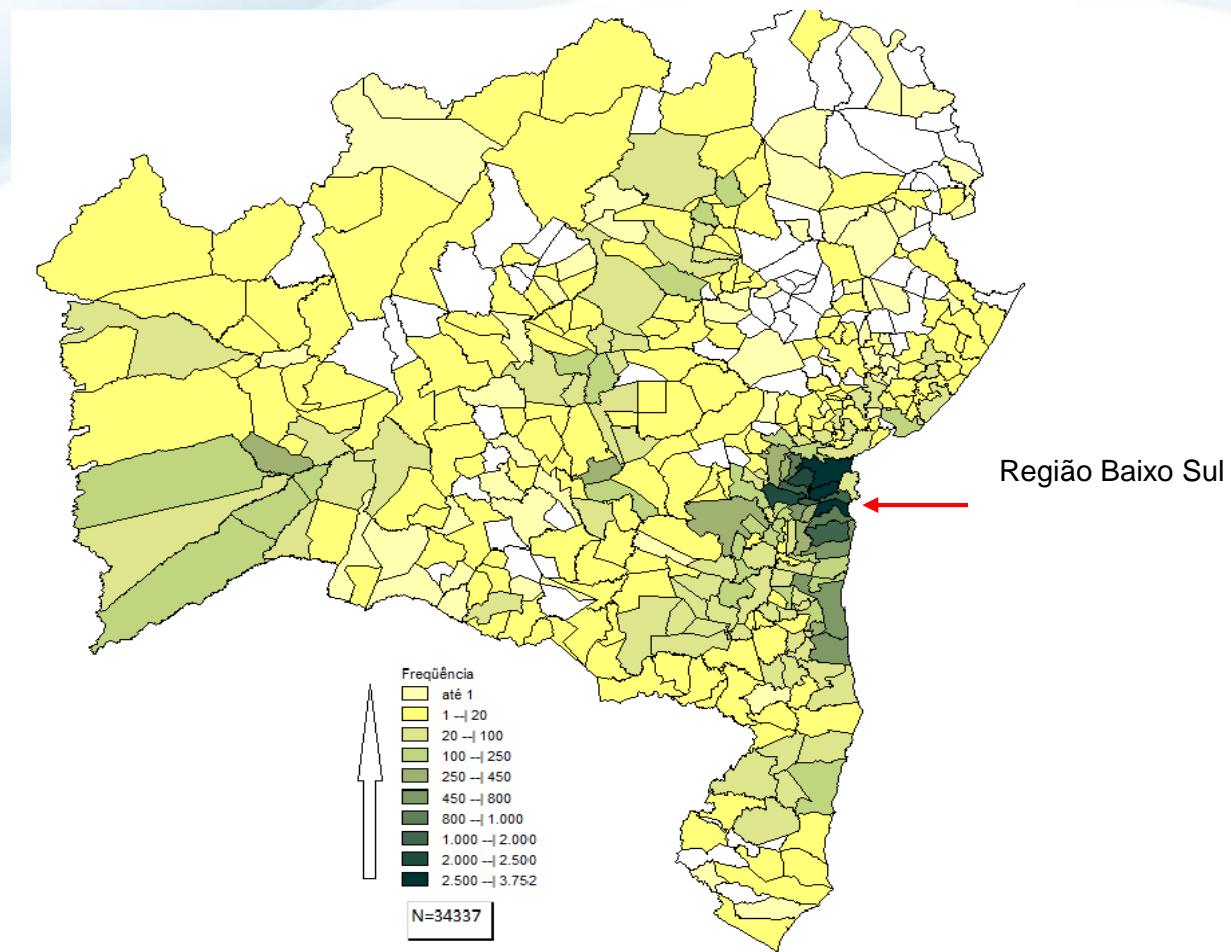 Região Baixo Sul
Freqüência
até 1
1 --| 20
20 --| 100
100 --| 250
250 --| 450
450 --| 800
800 --| 1.000
1.000 --| 2.000
2.000 --| 2.500
2.500 --| 3.752
N=34337